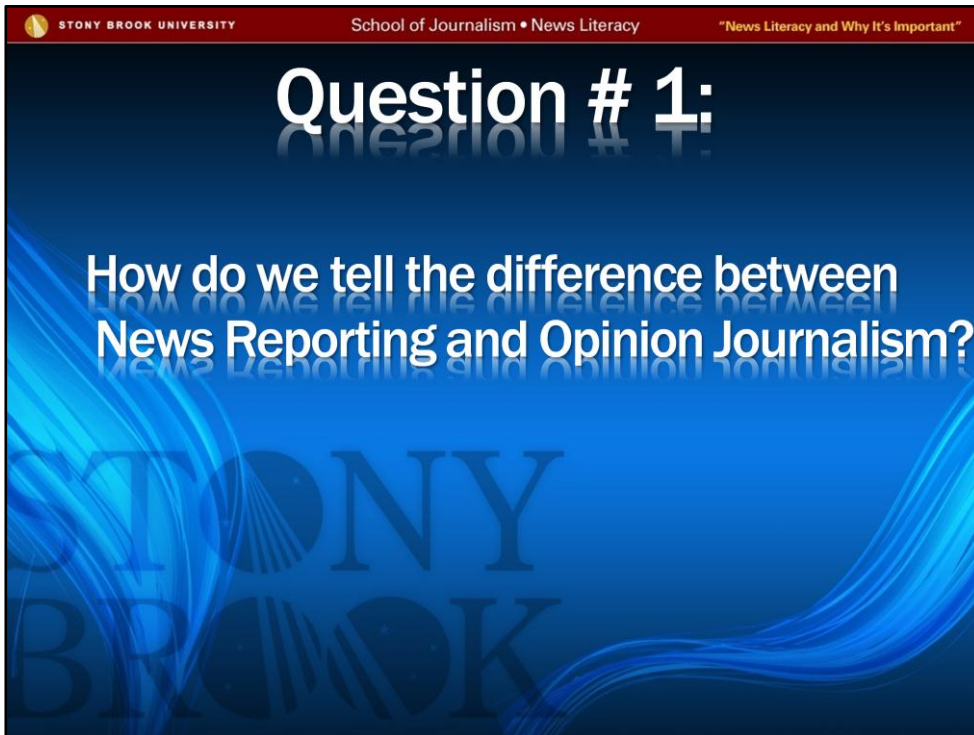 STONY BROOK UNIVERSITY
School of Journalism • News Literacy
"News Literacy and Why It's Important"
Question # 1:
How do we tell the difference between
News Reporting and Opinion Journalism?
STONY
BROOK